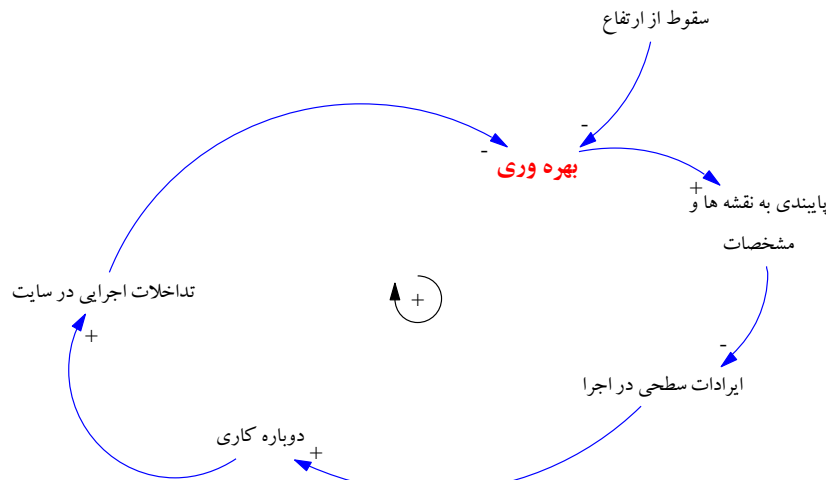 سقوط از ارتفاع
-
-
بهره وری
+
پایبندی به نقشه ها و
مشخصات
تداخلات اجرایی در سایت
+
+
-
ایرادات سطحی در اجرا
دوباره کاری
+